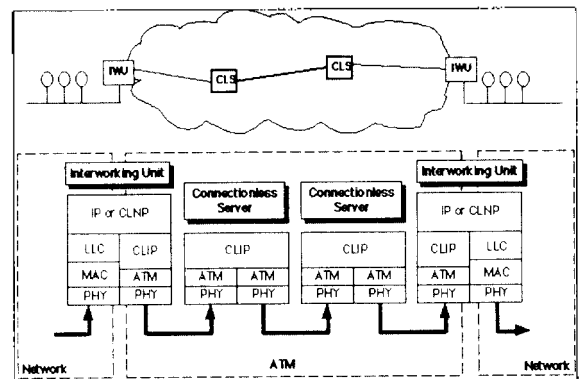 IWU CLS CLS IWU
Interworking Unit Interworking Unit
Connectionless Server Connectionless Server
IP or CLNP IP or CLNP
LLC CLIP CLIP CLIP CLIP LLC
MAC ATM ATM ATM ATM ATM ATM MAC
PHY PHY PHY PHY PHY PHY PHY PHY
Network ATM Network